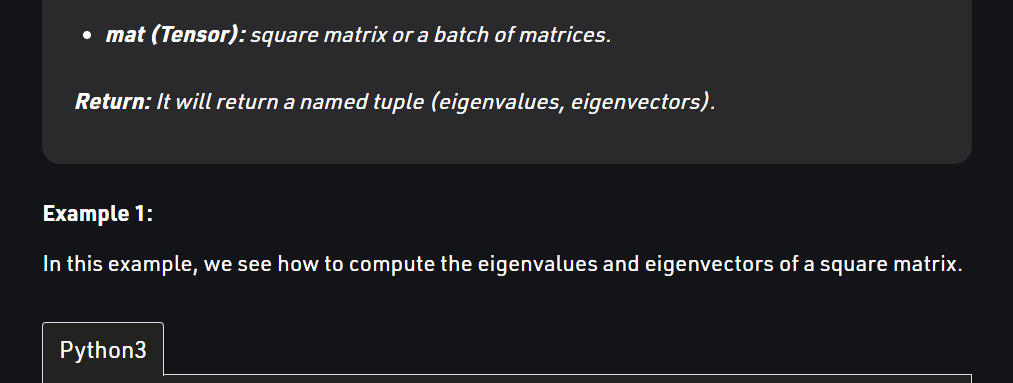 • mat (Tensor): square matrix or a batch of matrices.
Return: It will return a named tuple (eigenvalues, eigenvectors).
Example 1:
In this example, we see how to compute the eigenvalues and eigenvectors of a square matrix.
Python3